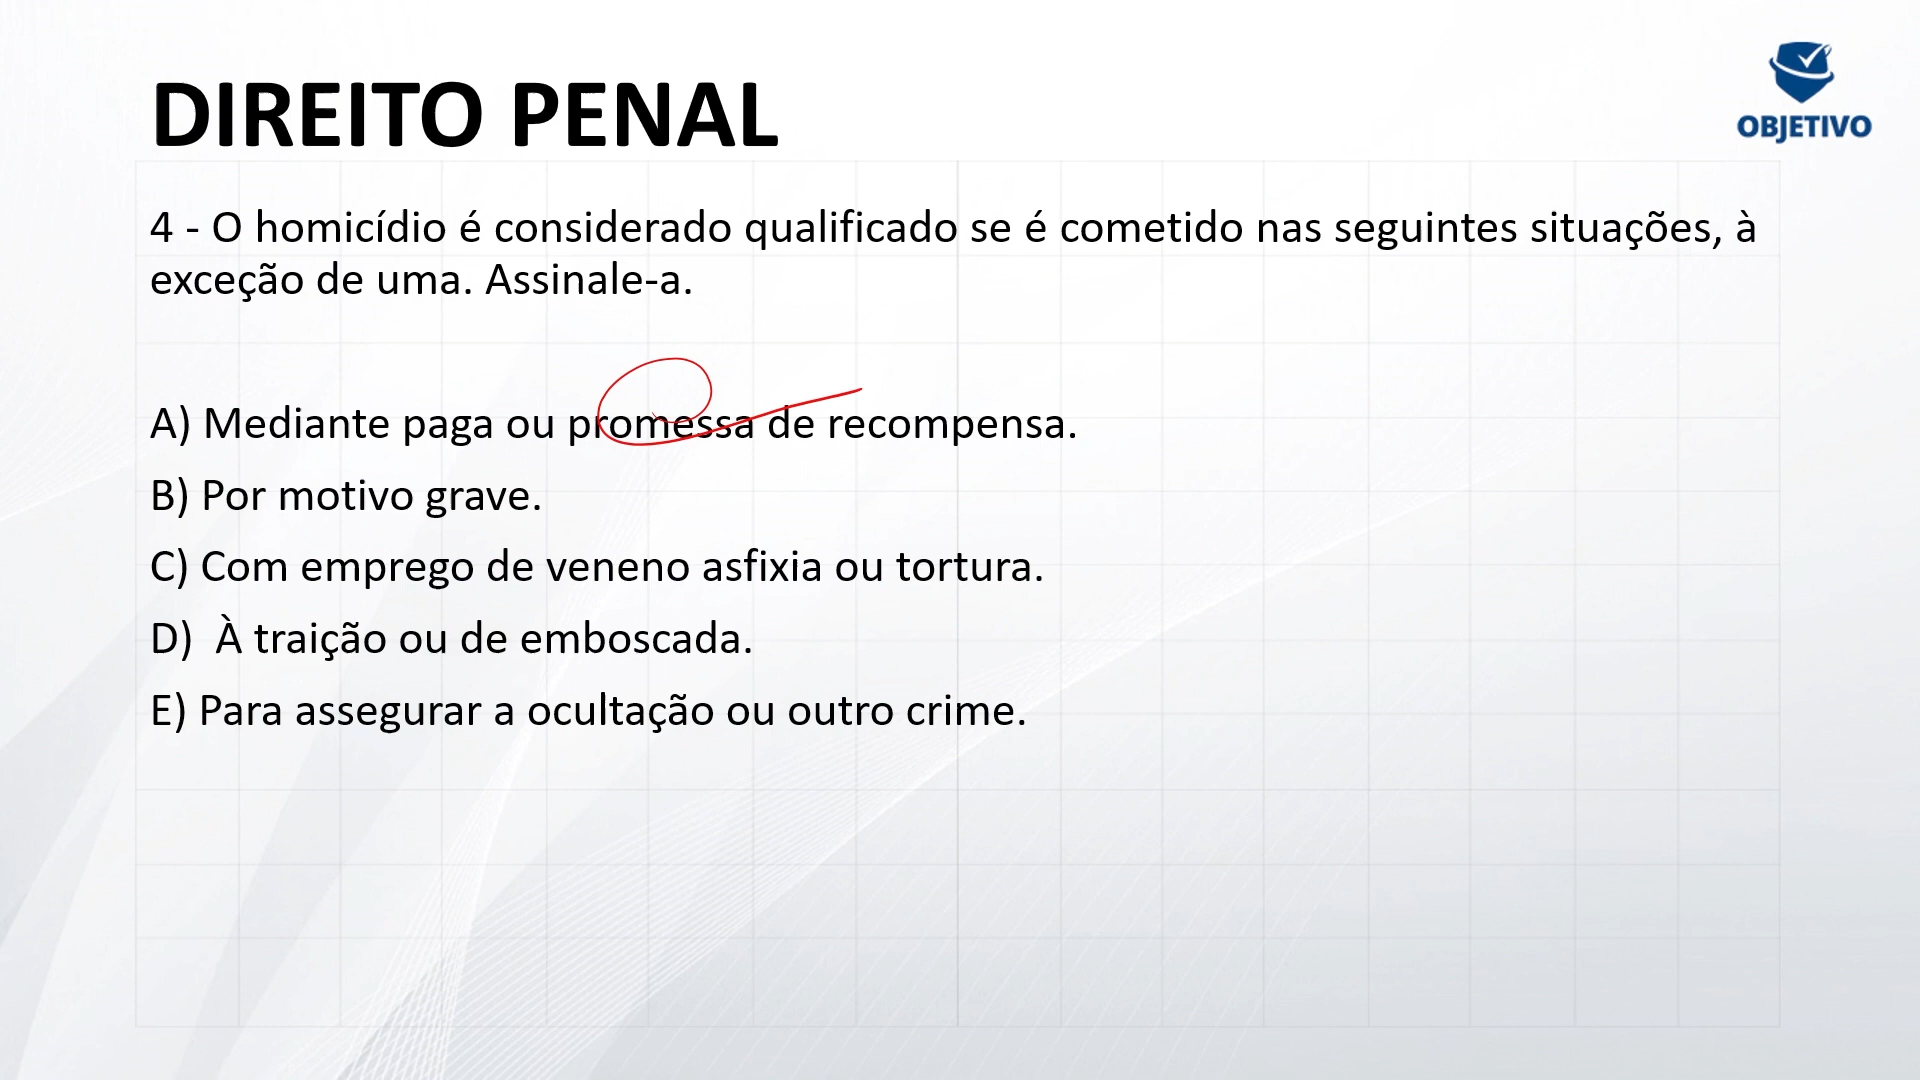 DIREITO PENAL
OBJETIVO
4 - O homicídio é considerado qualificado se é cometido nas seguintes situações, à
exceção de uma. Assinale-a.
A) Mediante paga ou promessa de recompensa.
B) Por motivo grave.
C) Com emprego de veneno asfixia ou tortura.
D) À traição ou de emboscada.
E) Para assegurar a ocultação ou outro crime.